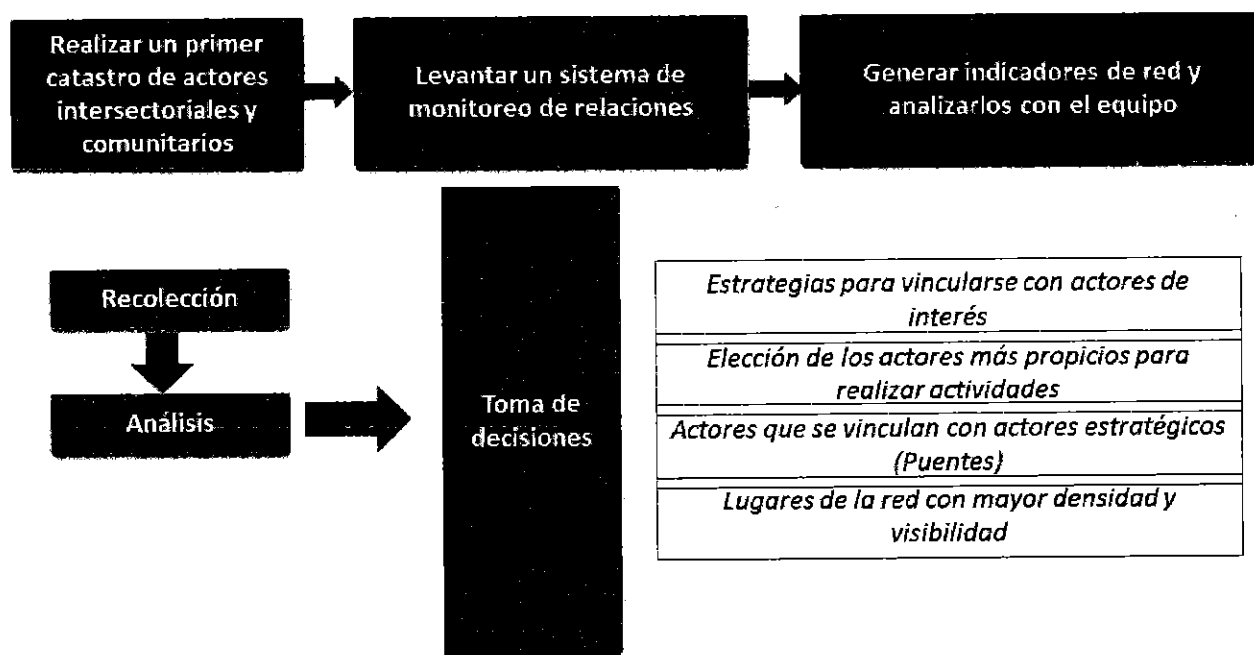 Realizar un primer
catastro de actores
intersectoriales y
comunitarios
Levantar un sistema de
monitoreo de relaciones
Generar indicadores de red y
analizarlos con el equipo
Recolección
Análisis
Toma de
decisiones
Estrategias para vincularse con actores de
interés
Elección de los actores más propicios para
realizar actividades
Actores que se vinculan con actores estratégicos
(Puentes)
Lugares de la red con mayor densidad y
visibilidad